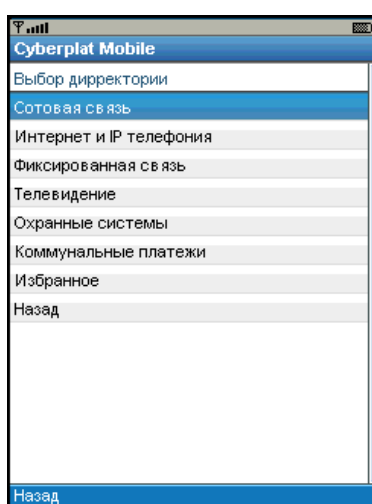 Cyberplat Mobile
Выбор дирректории
Сотовая связь
Интернет и IP телефония
Фиксированная связь
Телевидение
Охранные системы
Коммунальные платежи
Избранное
Назад
Назад